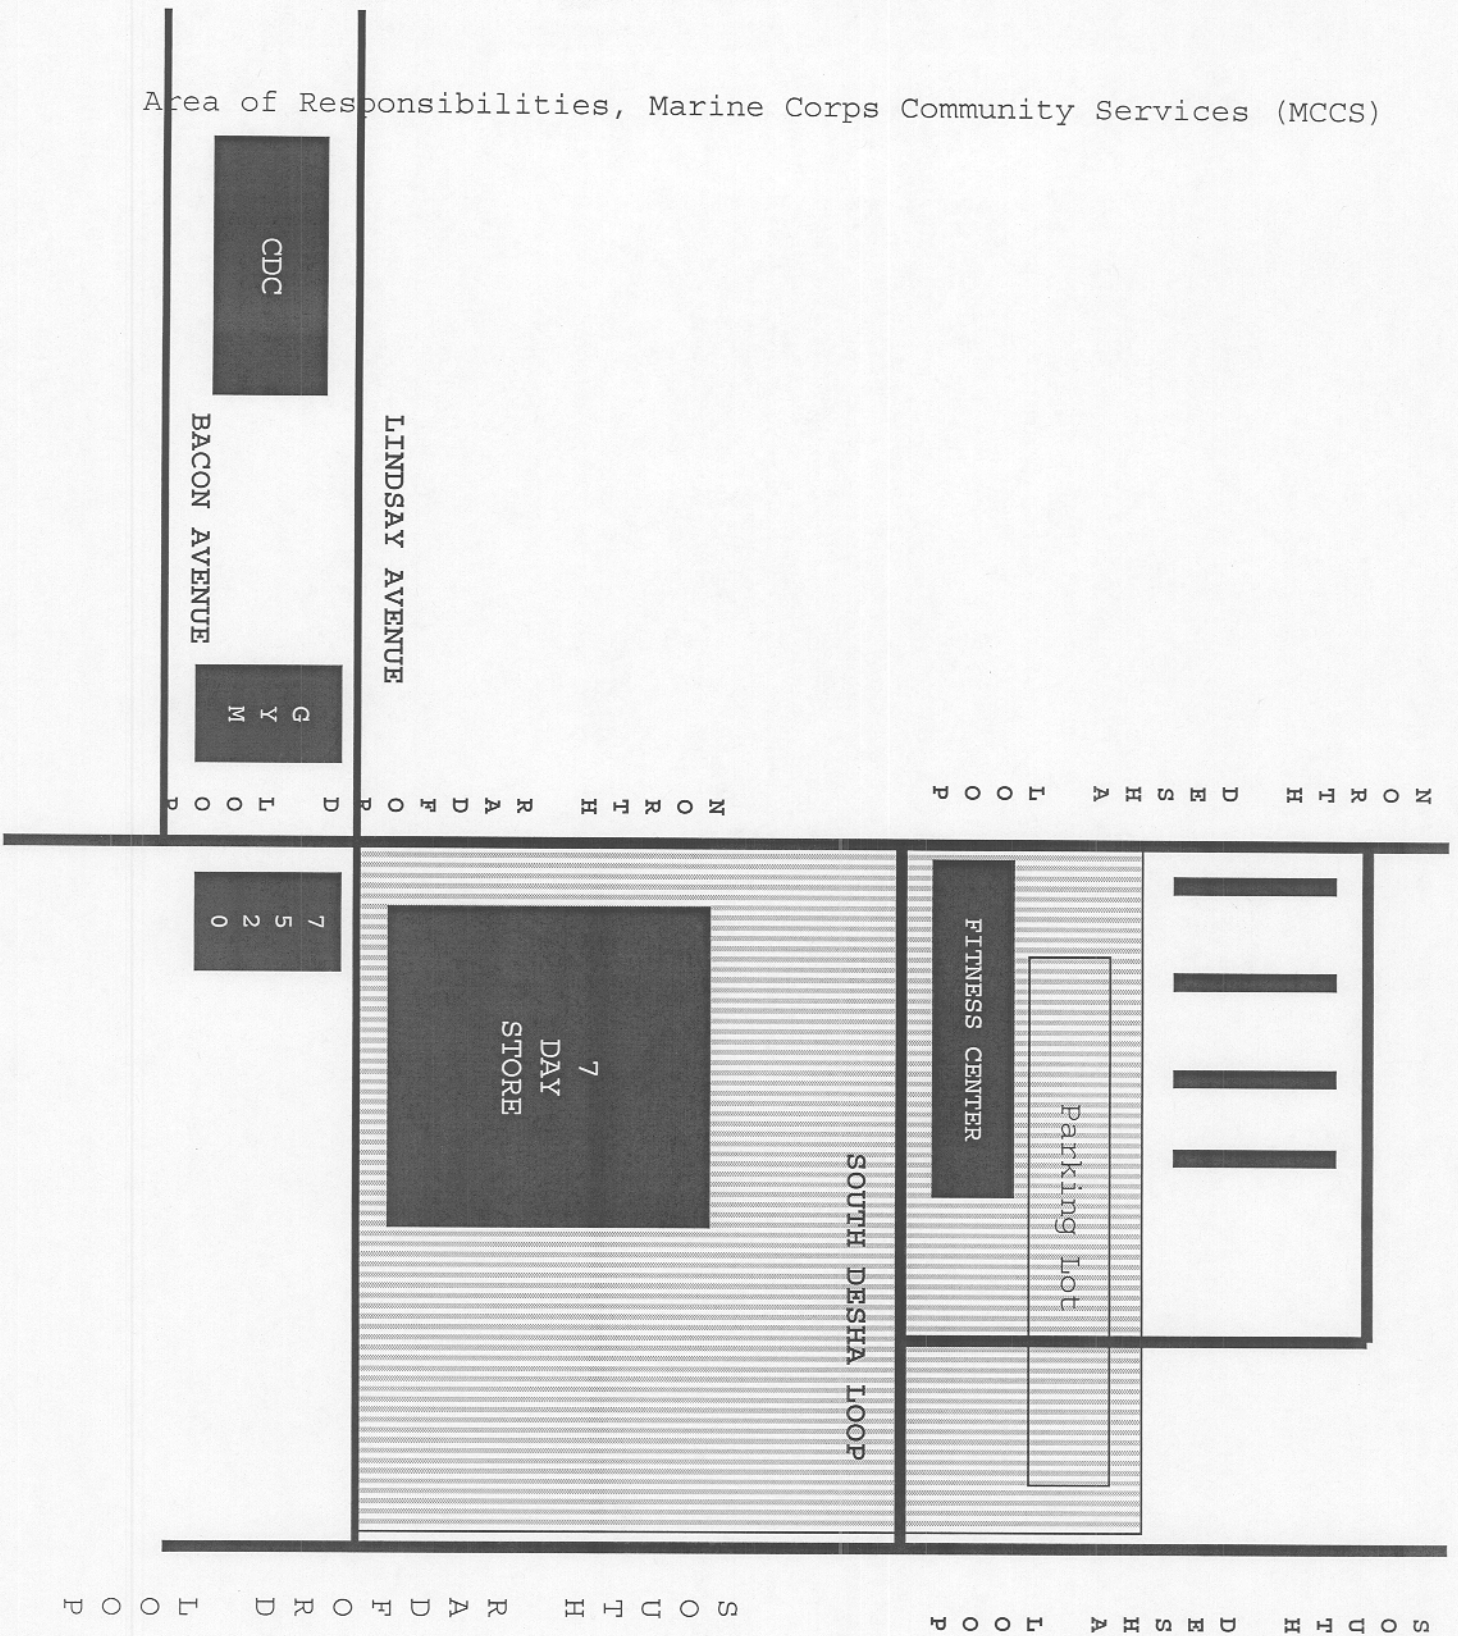 Area of Responsibilities, Marine Corps Community Services (MCCS)
CDC
BACON AVENUE
LINDSAY AVENUE
GYM
NORTH RADFORD LOOP
NORTH DESHA LOOP
7520
7
DAY
STORE
FITNESS CENTER
Parking Lot
SOUTH DESHA LOOP
SOUTH RADFORD LOOP
SOUTH DESHA LOOP